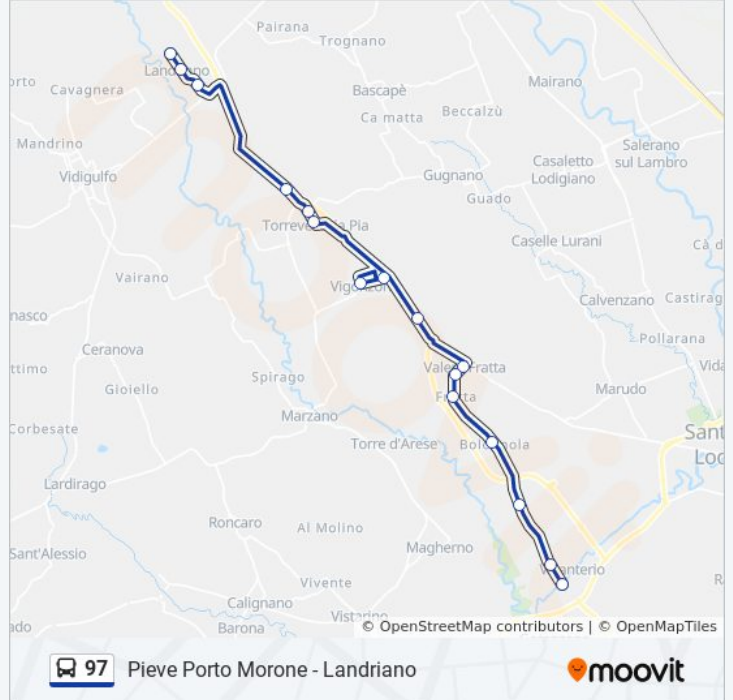 Pairana
Trognano
Landriano
orto
Cavagnera
Bascapè
Mairano
Beccalzù
Ca matta
Mandrino
Salerano
sul Lambro
Casaletto
Lodigiano
Vidigulfo
Gugnano
Guado
Torrevecchia Pia
Caselle Lurani
Cà d
Vairano
Calvenzano
Castirag
nasco
Pollarana
Ceranova
Valera Fratta
Vida
ttimo
Spirago
Gioiello
Marudo
Fratta
Marzano
Corbesate
Torre d'Arese
Sant
Loc
Lardirago
Roncaro
Al Molino
Magherno
Sant'Alessio
Villanterio
Vivente
Calignano
Vistarino
ado
Barona
© OpenStreetMap contributors | © OpenMapTiles
97
Pieve Porto Morone - Landriano
moovit